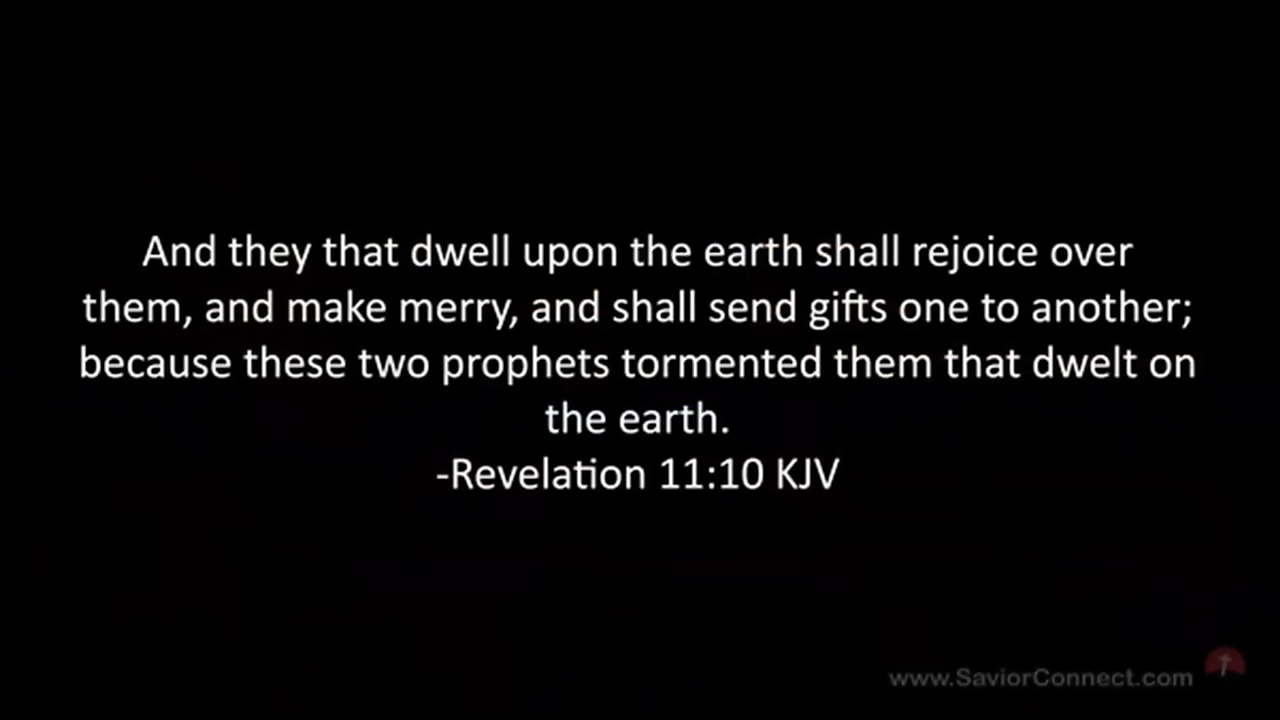 And they that dwell upon the earth shall rejoice over
them, and make merry, and shall send gifts one to another;
because these two prophets tormented them that dwelt on
the earth.
-Revelation 11:10 KJV
www.SaviorConnect.com